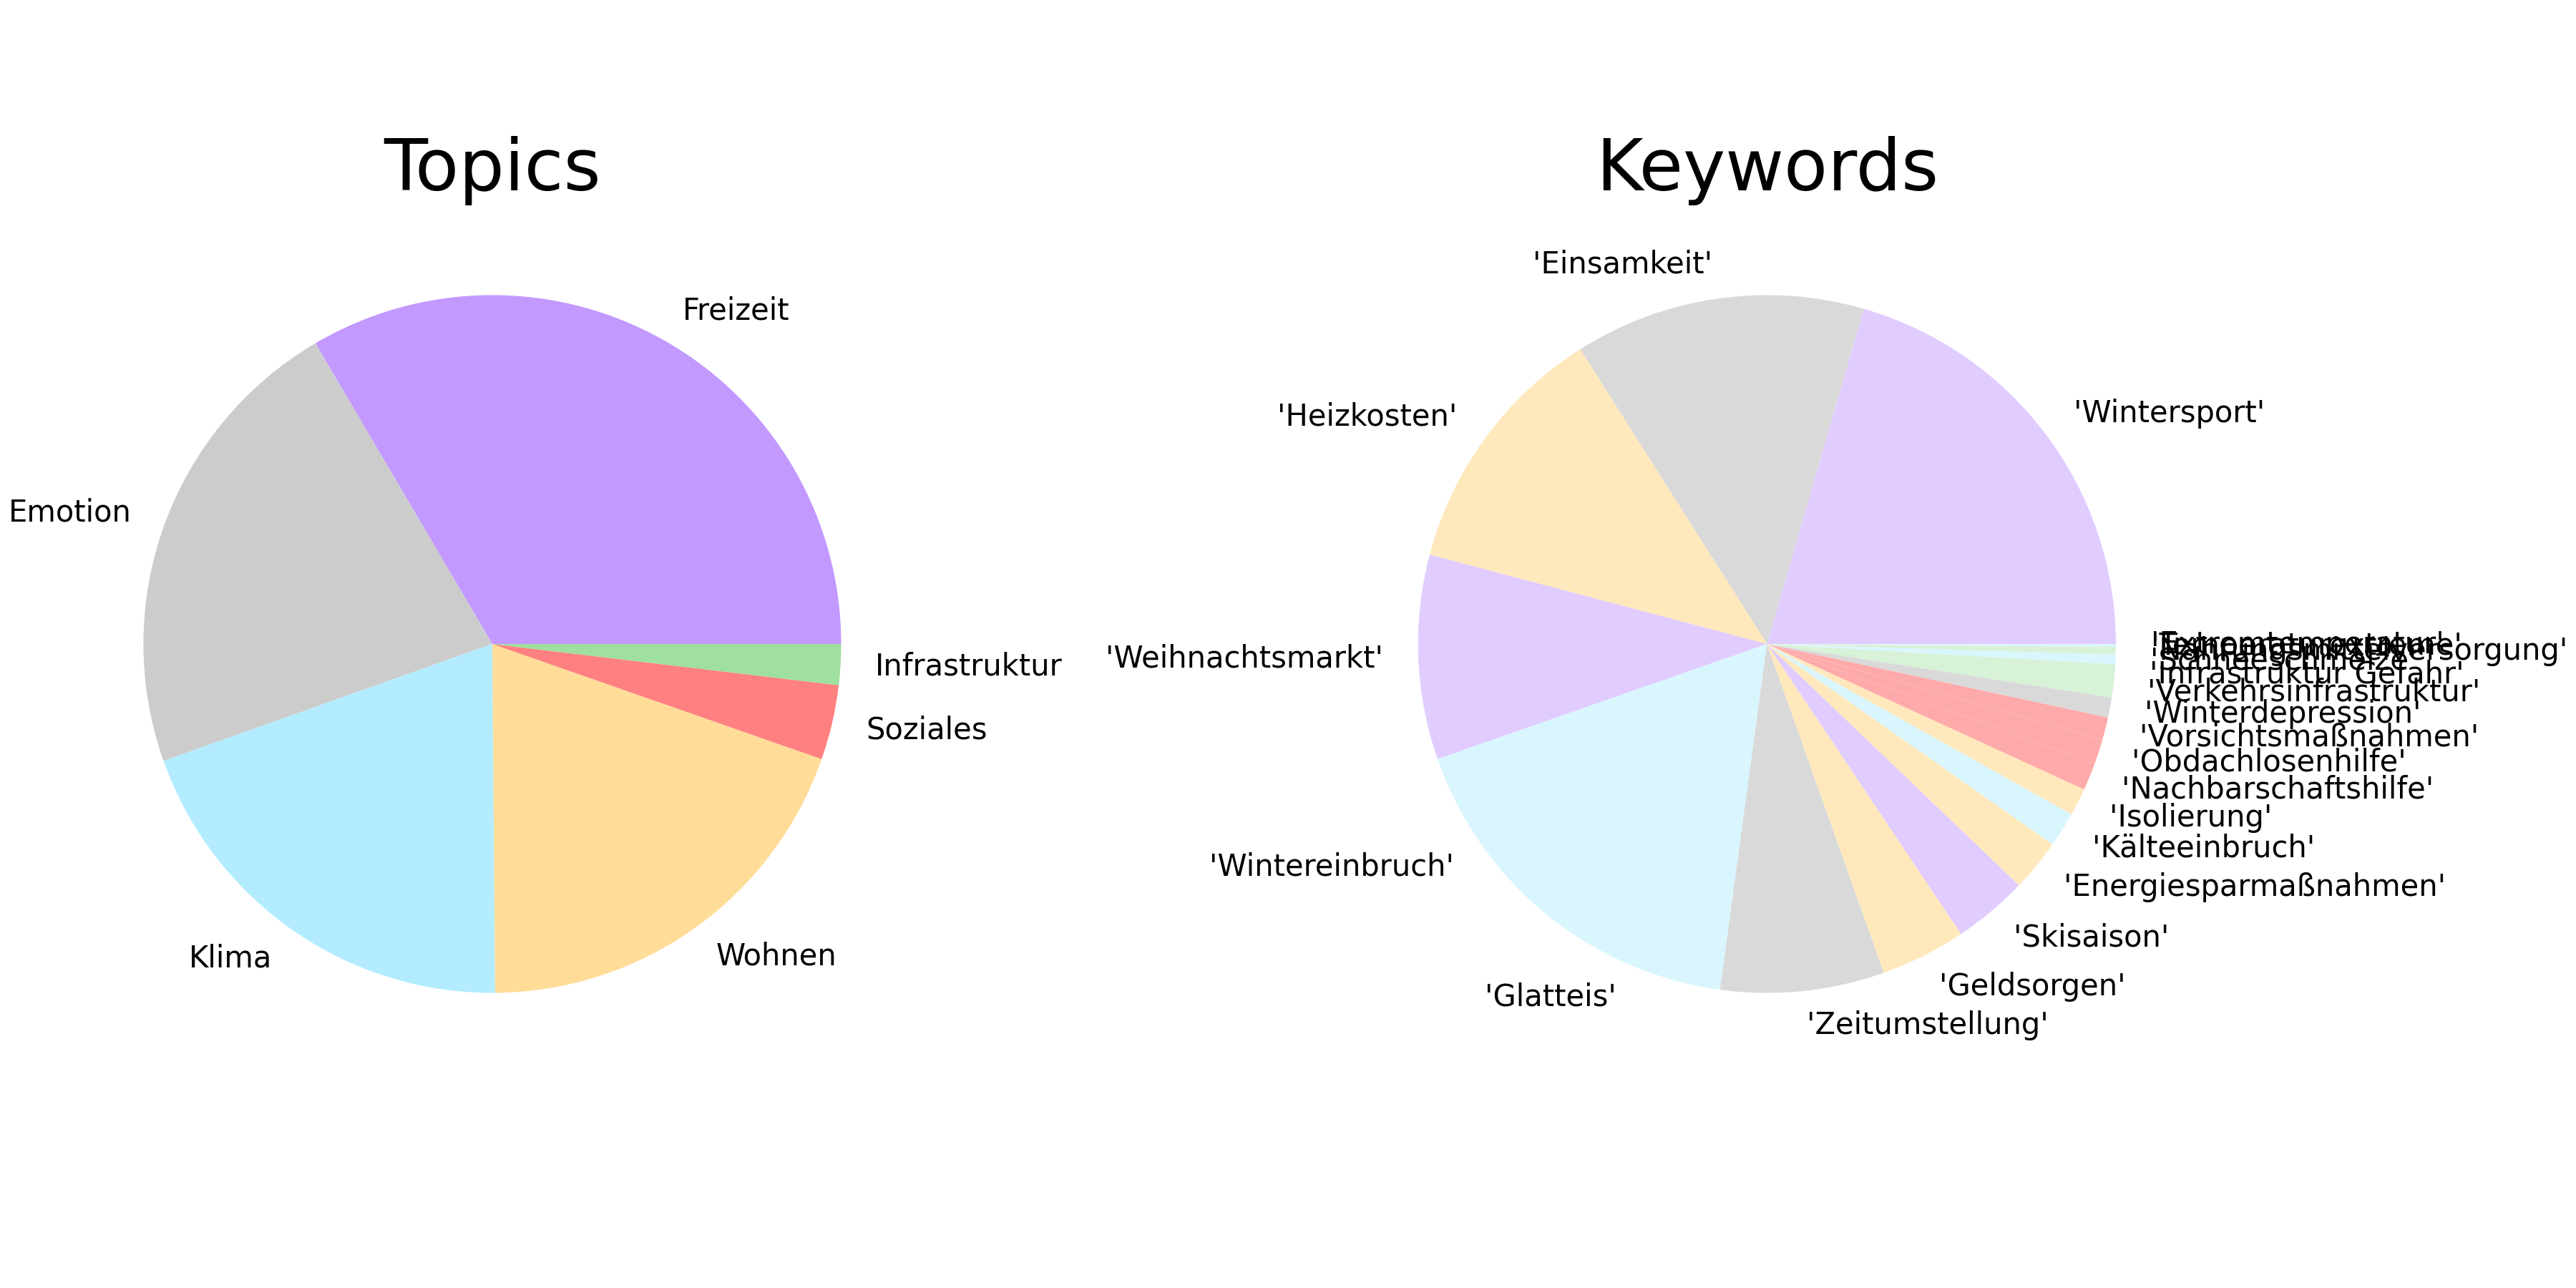 Topics
Keywords
Freizeit
Emotion
Klima
Wohnen
Soziales
Infrastruktur
'Wintersport'
'Einsamkeit'
'Heizkosten'
'Weihnachtsmarkt'
'Wintereinbruch'
'Glatteis'
'Zeitumstellung'
'Geldsorgen'
'Skisaison'
'Energiesparmaßnahmen'
'Kälteeinbruch'
'Isolierung'
'Nachbarschaftshilfe'
'Obdachlosenhilfe'
'Vorsichtsmaßnahmen'
'Winterdepression'
'Verkehrsinfrastruktur'
'Infrastruktur Gefahr'
'Schneeschmelze'